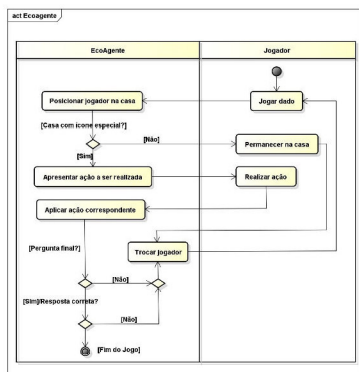 act Ecoagente
EcoAgente
Jogador
Posicionar jogador na casa
Jogar dado
[Casa com ícone especial?]
[Não]
Permanecer na casa
[Sim]
Apresentar ação a ser realizada
Realizar ação
Aplicar ação correspondente
[Pergunta final?]
Trocar jogador
[Não]
[Sim]/Resposta correta?
[Não]
[Fim do Jogo]